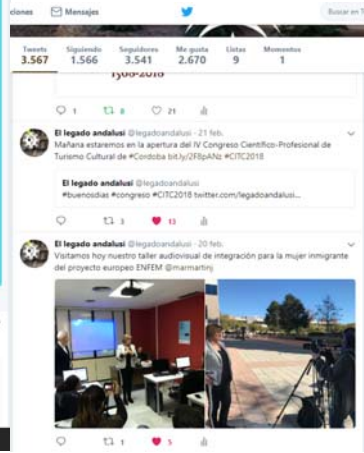 ciones Mensajes Buscar en T
Tweets Siguiendo Seguidores Me gusta Listas Momentos
3.567 1.566 3.541 2.670 9 1
1568-2018
1 8 21
El legado andalusí @legadoandalusi · 21 feb.
Mañana estaremos en la apertura del IV Congreso Científico-Profesional de
Turismo Cultural de #Cordoba bit.ly/2F8pANz #CITC2018
El legado andalusí @legadoandalusi
#buenosdias #congreso #CITC2018 twitter.com/legadoandalusi...
3 13
El legado andalusí @legadoandalusi · 20 feb.
Visitamos hoy nuestro taller audiovisual de integración para la mujer inmigrante
del proyecto europeo ENFEM @marmartinj
1 5